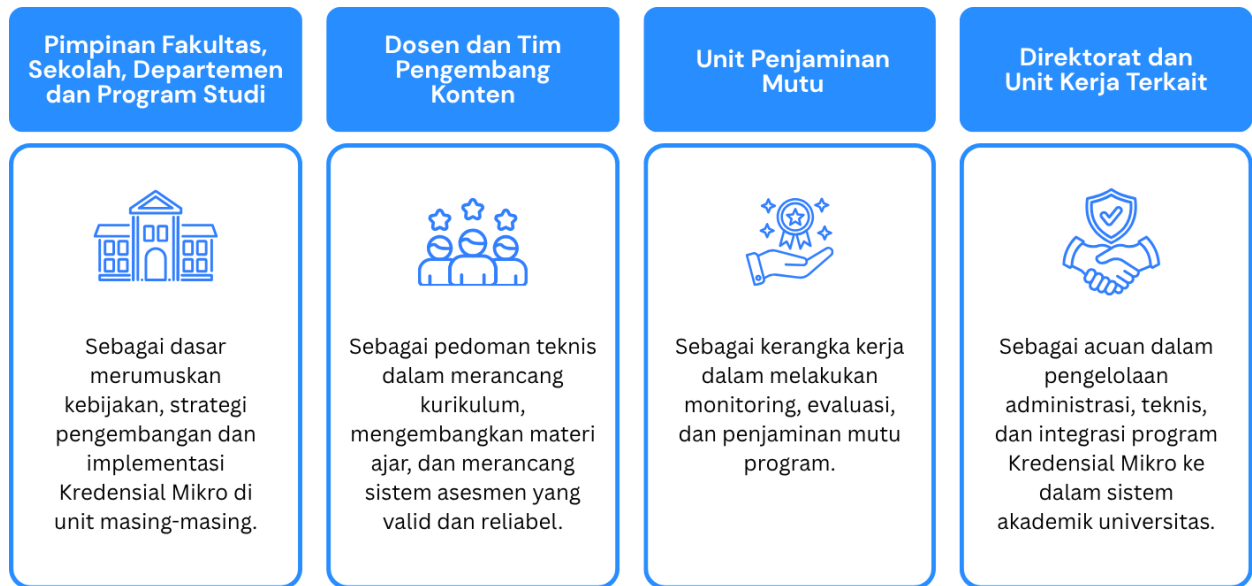 Pimpinan Fakultas,
Sekolah, Departemen
dan Program Studi
Sebagai dasar
merumuskan
kebijakan, strategi
pengembangan dan
implementasi
Kredensial Mikro di
unit masing-masing.
Dosen dan Tim
Pengembang
Konten
Sebagai pedoman teknis
dalam merancang
kurikulum,
mengembangkan materi
ajar, dan merancang
sistem asesmen yang
valid dan reliabel.
Unit Penjaminan
Mutu
Sebagai kerangka kerja
dalam melakukan
monitoring, evaluasi,
dan penjaminan mutu
program.
Direktorat dan
Unit Kerja Terkait
Sebagai acuan dalam
pengelolaan
administrasi, teknis,
dan integrasi program
Kredensial Mikro ke
dalam sistem
akademik universitas.